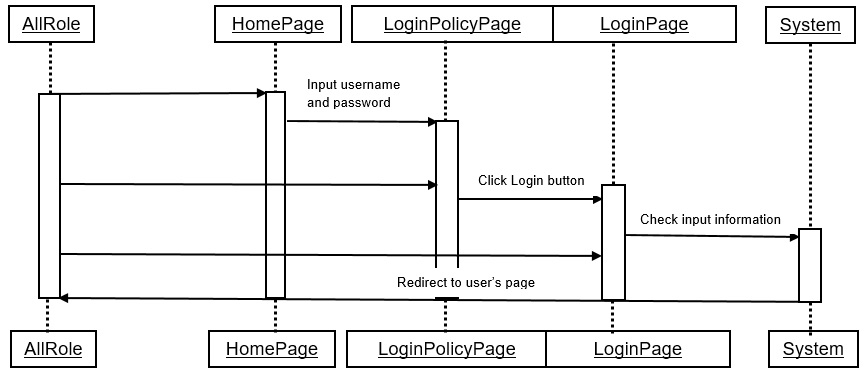 AllRole
HomePage
LoginPolicyPage
LoginPage
System
Input username
and password
Click Login button
Check input information
Redirect to user's page
AllRole
HomePage
LoginPolicyPage
LoginPage
System